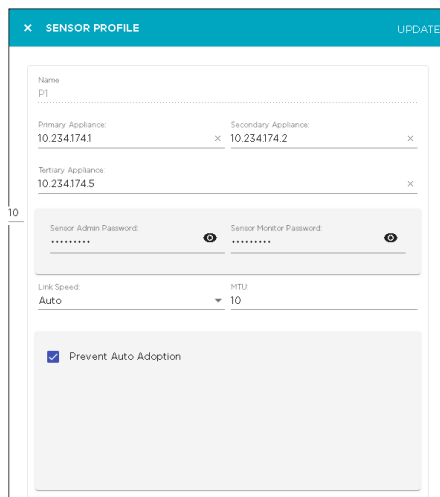 × SENSOR PROFILE
UPDATE
Name
P1
Primary Appliance:
10.234.174.1 ×
Secondary Appliance:
10.234.174.2 ×
Tertiary Appliance:
10.234.174.5 ×
10
Sensor Admin Password:
•••••••••
Sensor Monitor Password:
•••••••••
Link Speed:
Auto
MTU:
10
Prevent Auto Adoption